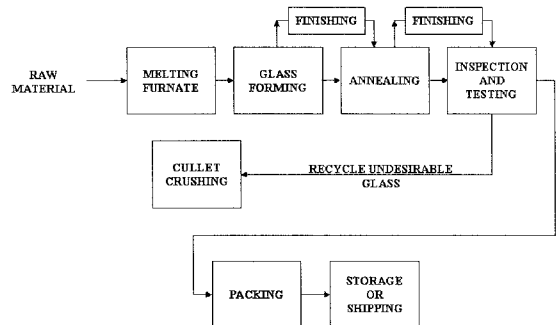 FINISHING
FINISHING
RAW
MATERIAL
MELTING
FURNATE
GLASS
FORMING
ANNEALING
INSPECTION
AND
TESTING
CULLET
CRUSHING
RECYCLE UNDESIRABLE
GLASS
PACKING
STORAGE
OR
SHIPPING